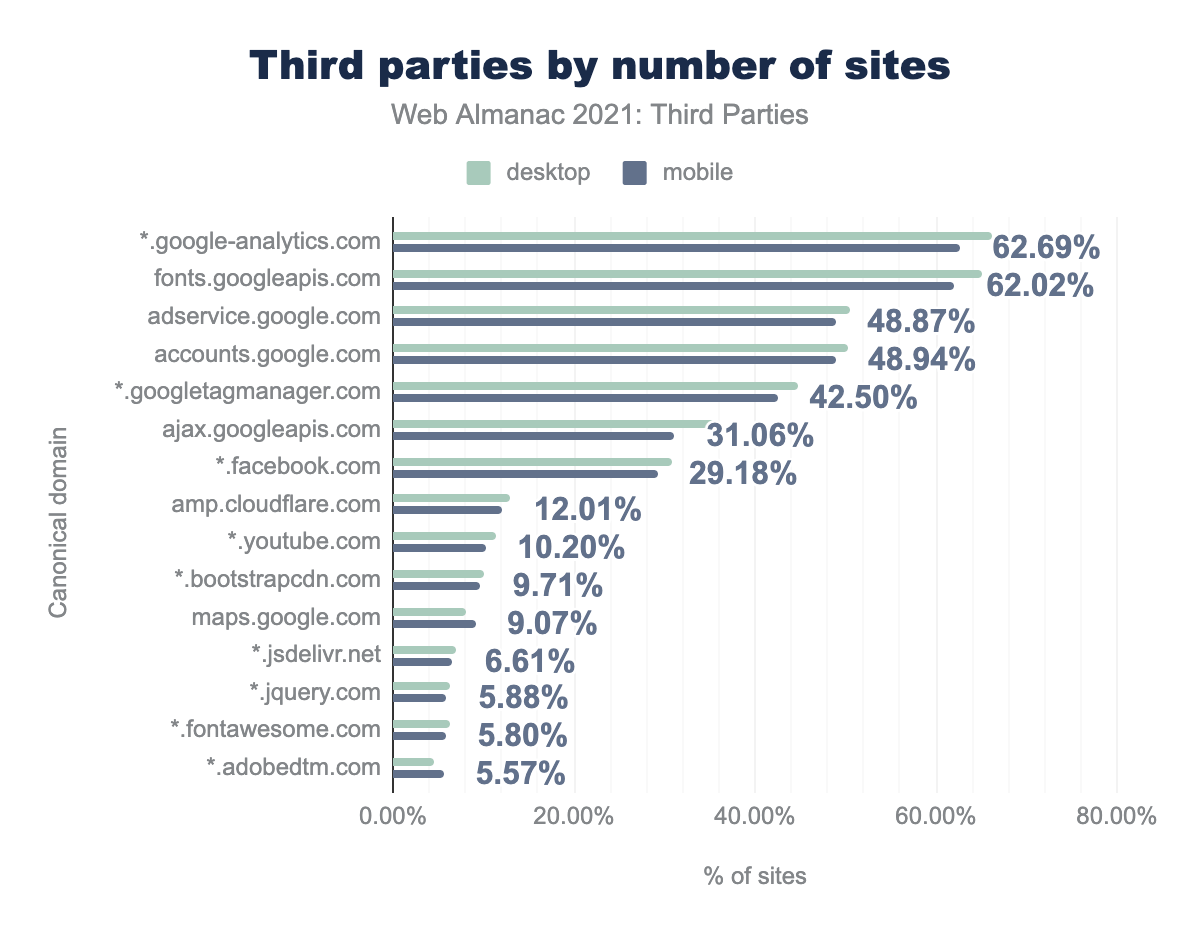 Third parties by number of sites
Web Almanac 2021: Third Parties
desktop mobile
Canonical domain
*.google-analytics.com 62.69%
fonts.googleapis.com 62.02%
adservice.google.com 48.87%
accounts.google.com 48.94%
*.googletagmanager.com 42.50%
ajax.googleapis.com 31.06%
*.facebook.com 29.18%
amp.cloudflare.com 12.01%
*.youtube.com 10.20%
*.bootstrapcdn.com 9.71%
maps.google.com 9.07%
*.jsdelivr.net 6.61%
*.jquery.com 5.88%
*.fontawesome.com 5.80%
*.adobedtm.com 5.57%
0.00% 20.00% 40.00% 60.00% 80.00%
% of sites